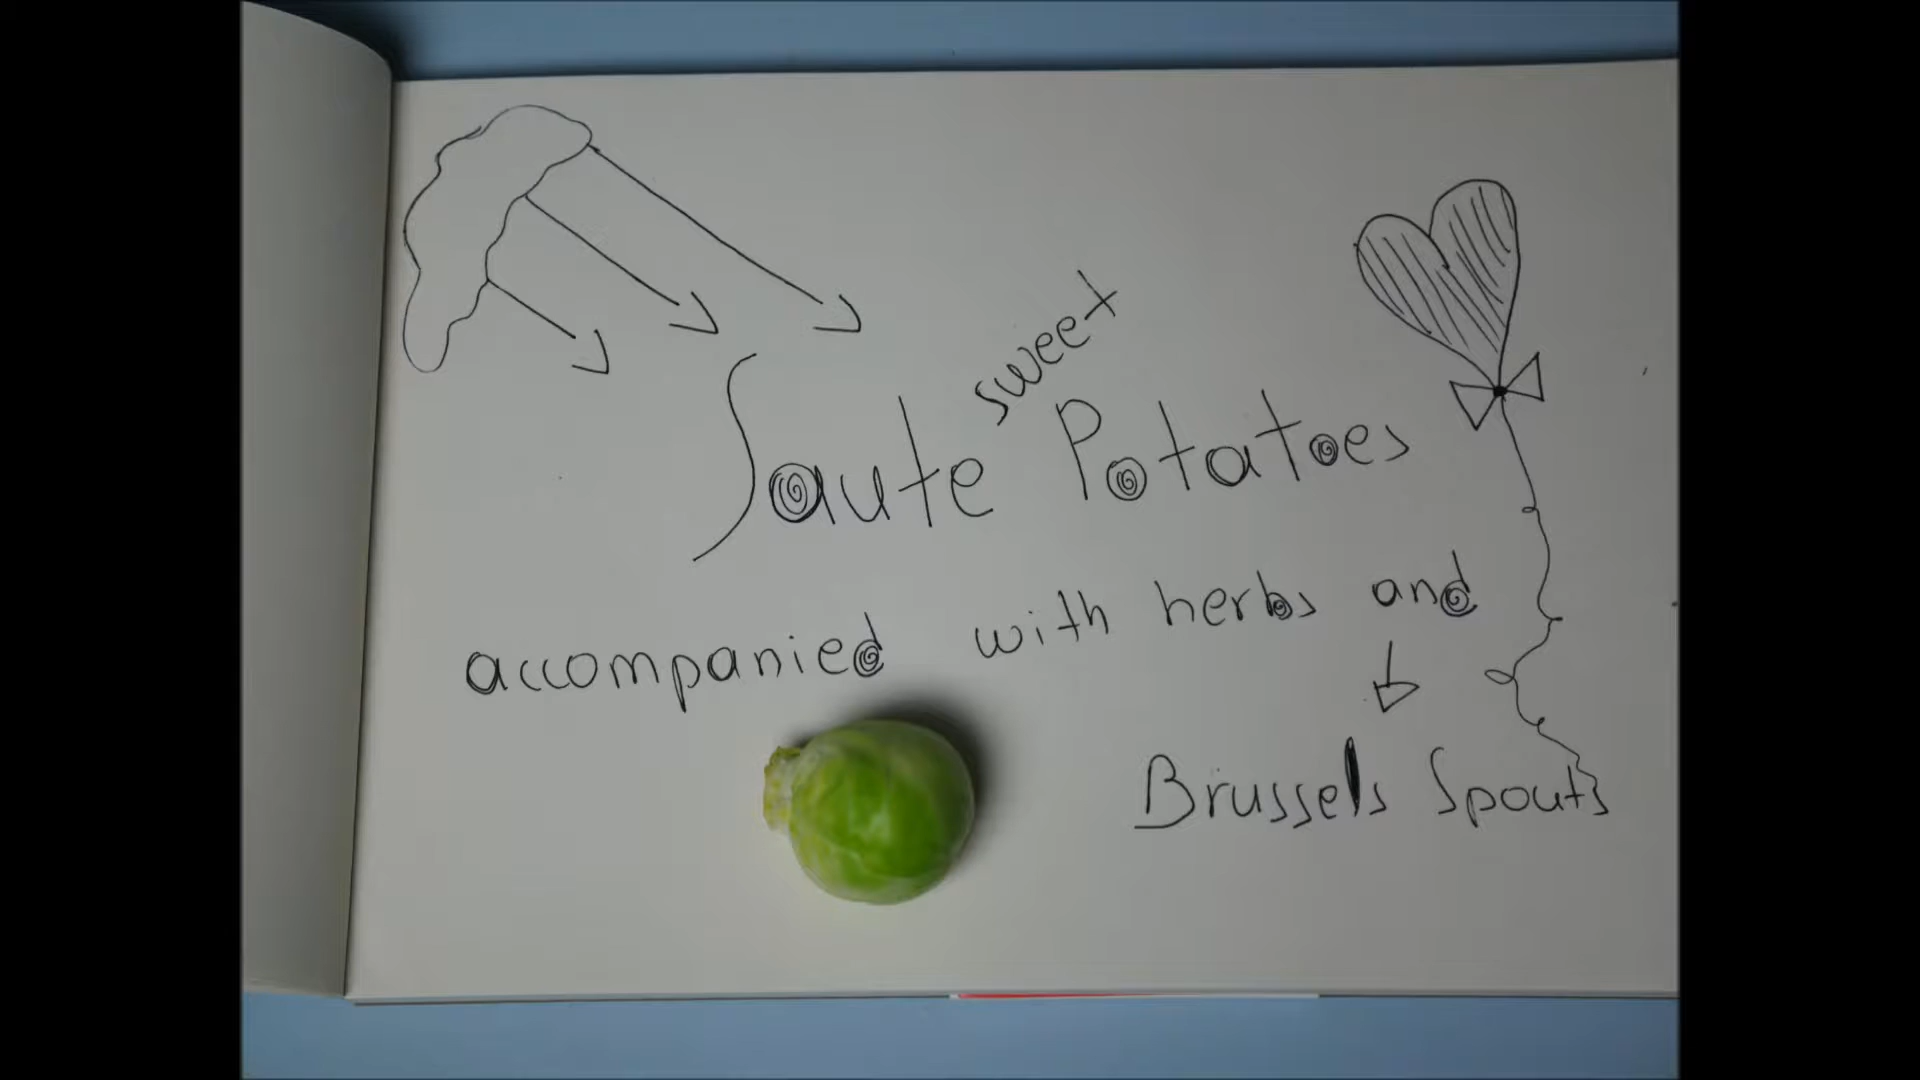 Saute sweet Potatoes
accompanied with herbs and
Brussels Spouts